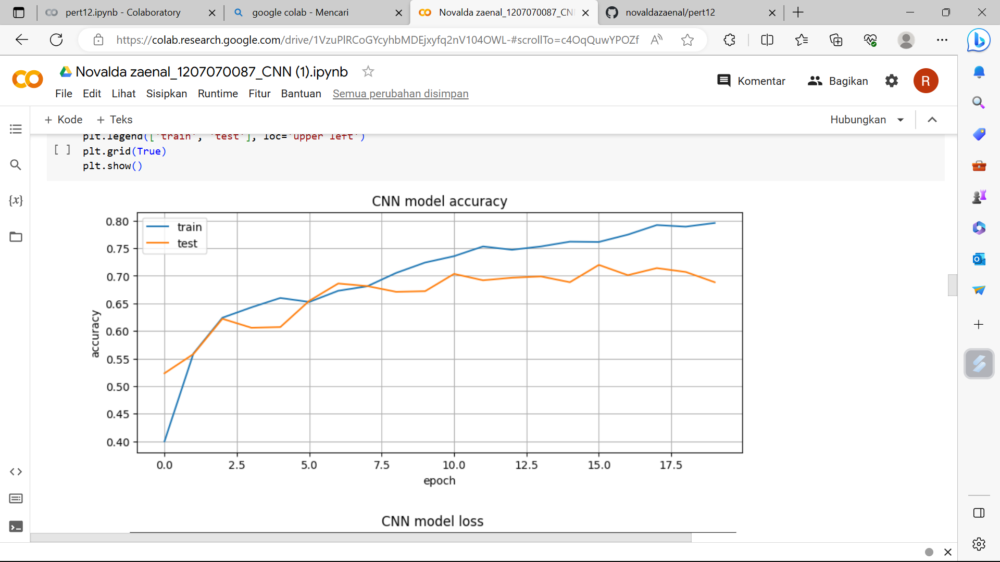 pert12.ipynb - Colaboratory
google colab - Mencari
Novalda zaenal_1207070087_CN
novaldazaenal/pert12
https://colab.research.google.com/drive/1VzuPlRCoGYcyhbMDEjxyfq2nV104OWL-#scrollTo=c4OqQuwYPOZf
Novalda zaenal_1207070087_CNN (1).ipynb
Komentar
Bagikan
R
File Edit Lihat Sisipkan Runtime Fitur Bantuan Semua perubahan disimpan
+ Kode + Teks
Hubungkan
plt.legend(['train', 'test'], loc='upper left')
[ ] plt.grid(True)
plt.show()
CNN model accuracy
train
test
0.80
0.75
0.70
0.65
0.60
0.55
0.50
0.45
0.40
accuracy
0.0 2.5 5.0 7.5 10.0 12.5 15.0 17.5
epoch
CNN model loss